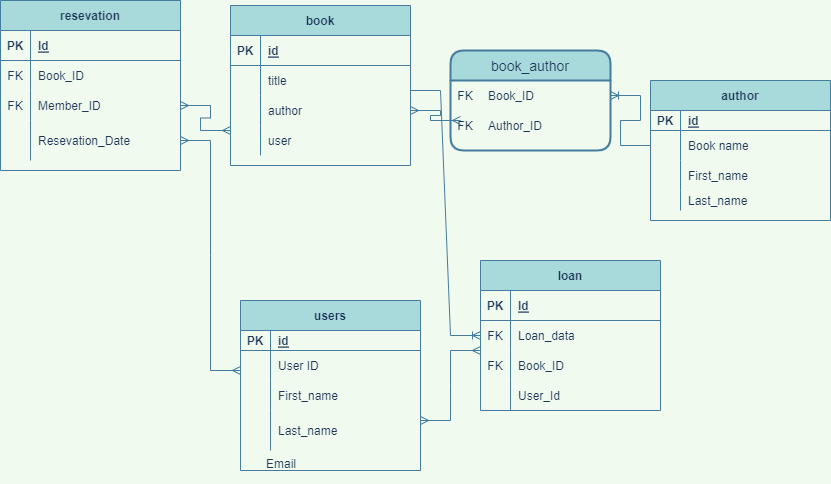 resevation
PK Id
FK Book_ID
FK Member_ID
Resevation_Date
book
PK id
title
author
user
book_author
FK Book_ID
FK Author_ID
author
PK id
Book name
First_name
Last_name
users
PK id
User ID
First_name
Last_name
Email
loan
PK Id
FK Loan_data
FK Book_ID
User_Id